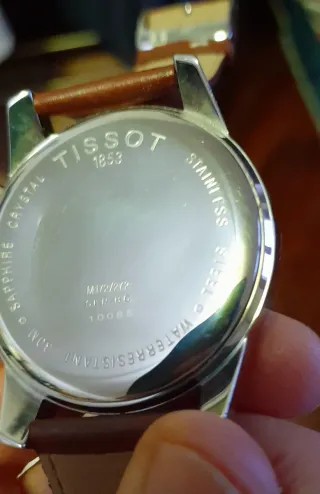 TISSOT
1853
STAINLESS STEEL
WATERRESISTANT 30M
SAPPHIRE CRYSTAL